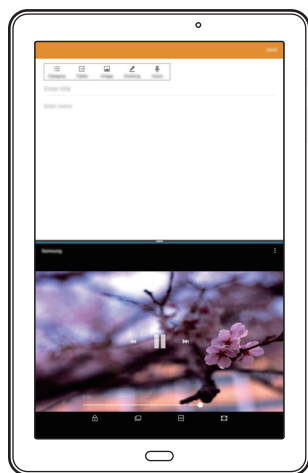 SAVE
Category Tasks Image Drawing Voice
Enter title
Enter memo
Samsung